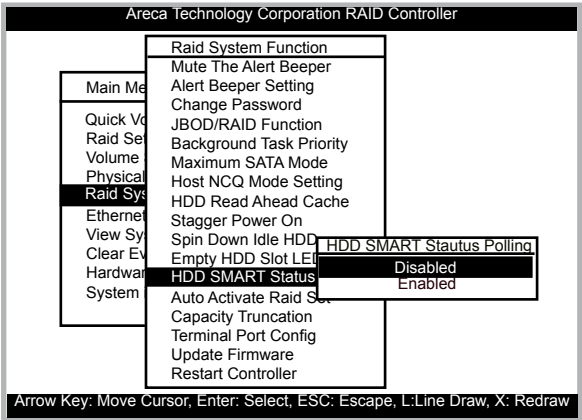 Areca Technology Corporation RAID Controller
Raid System Function
Mute The Alert Beeper
Alert Beeper Setting
Change Password
JBOD/RAID Function
Background Task Priority
Maximum SATA Mode
Host NCQ Mode Setting
HDD Read Ahead Cache
Stagger Power On
Spin Down Idle HDD
Empty HDD Slot LE
HDD SMART Status
Auto Activate Raid Set
Capacity Truncation
Terminal Port Config
Update Firmware
Restart Controller
Main Me
Quick Vo
Raid Set
Volume
Physical
Raid Sys
Ethernet
View Sy
Clear Ev
Hardwar
System
HDD SMART Stautus Polling
Disabled
Enabled
Arrow Key: Move Cursor, Enter: Select, ESC: Escape, L:Line Draw, X: Redraw